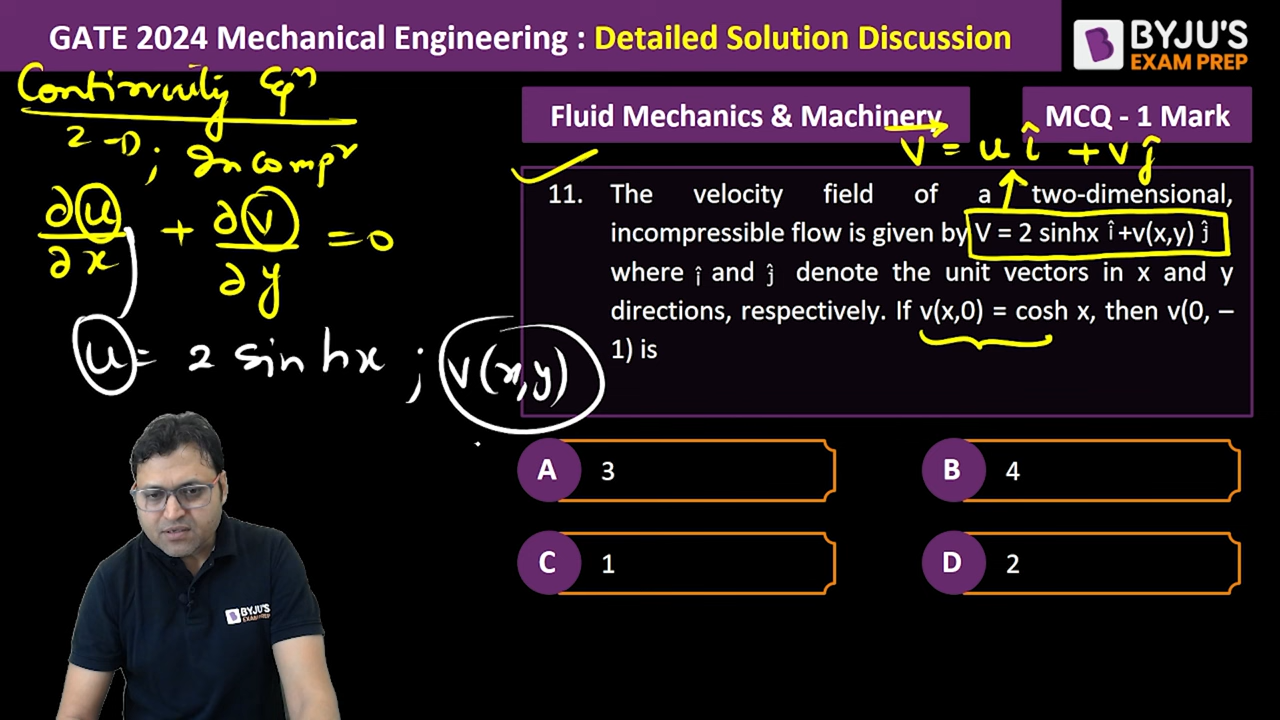 GATE 2024 Mechanical Engineering : Detailed Solution Discussion
BYJU'S
EXAM PREP
Continuity Eqⁿ
2-D; Incompʳ
∂u/∂x + ∂v/∂y = 0
u = 2 sinhx ; v(x,y)
Fluid Mechanics & Machinery
MCQ - 1 Mark
V = u î + v ĵ
11. The velocity field of a two-dimensional,
incompressible flow is given by V = 2 sinhx î+v(x,y) ĵ
where î and ĵ denote the unit vectors in x and y
directions, respectively. If v(x,0) = cosh x, then v(0, –
1) is
A 3
B 4
C 1
D 2
BYJU'S
EXAM PREP